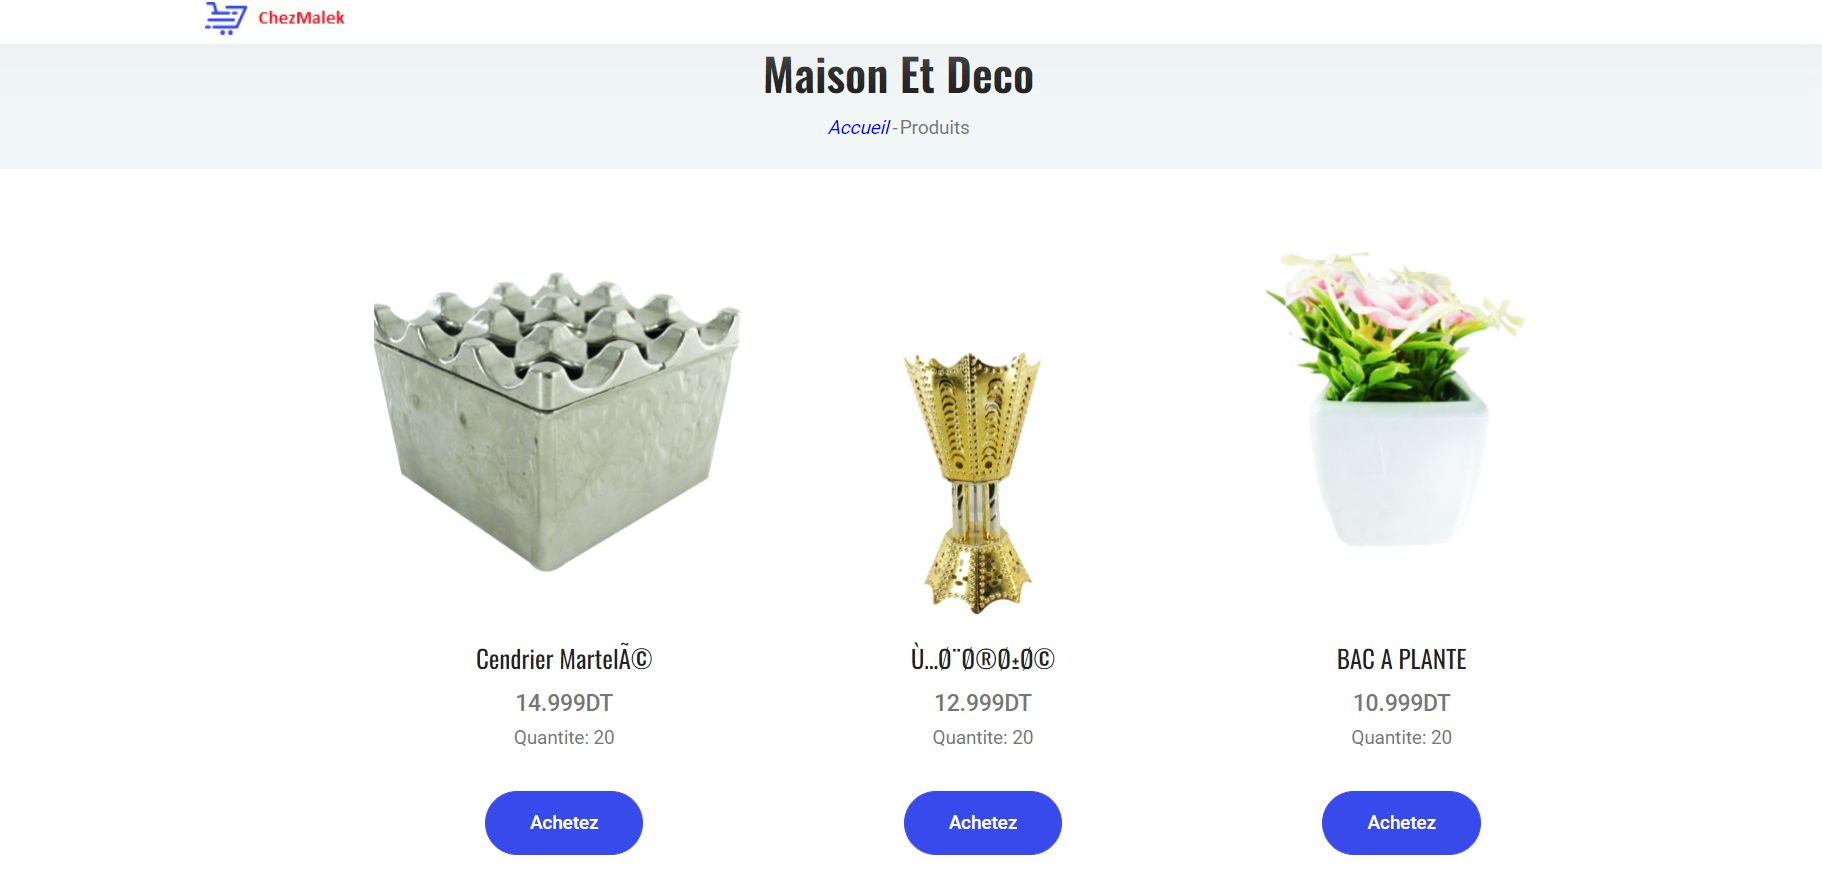 ChezMalek
Maison Et Deco
Accueil - Produits
Cendrier MartelÃ©
14.999DT
Quantite: 20
Achetez
Ù…Ø¨Ø®Ø±Ø©
12.999DT
Quantite: 20
Achetez
BAC A PLANTE
10.999DT
Quantite: 20
Achetez